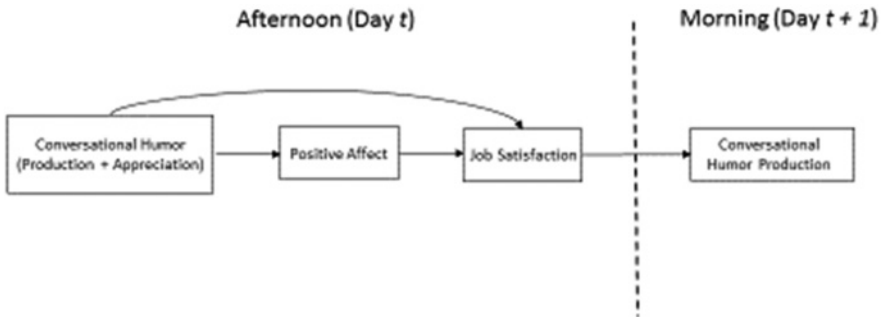 Afternoon (Day t)
Morning (Day t + 1)
Conversational Humor
(Production + Appreciation)
Positive Affect
Job Satisfaction
Conversational
Humor Production